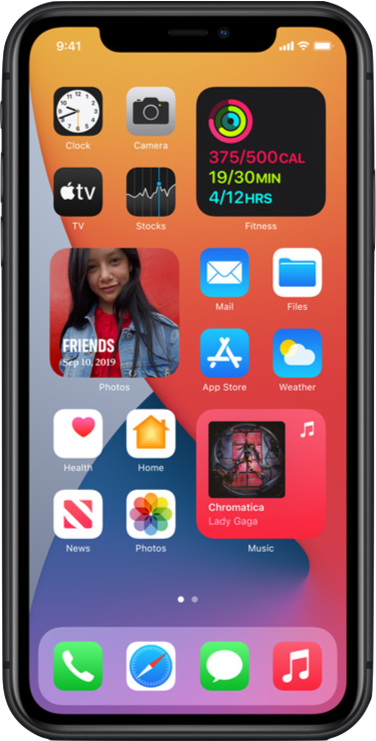 9:41
Clock
Camera
375/500CAL
19/30MIN
4/12HRS
tv
TV
Stocks
Fitness
FRIENDS
Sep 10, 2019
Photos
Mail
Files
App Store
Weather
Health
Home
Chromatica
Lady Gaga
News
Photos
Music